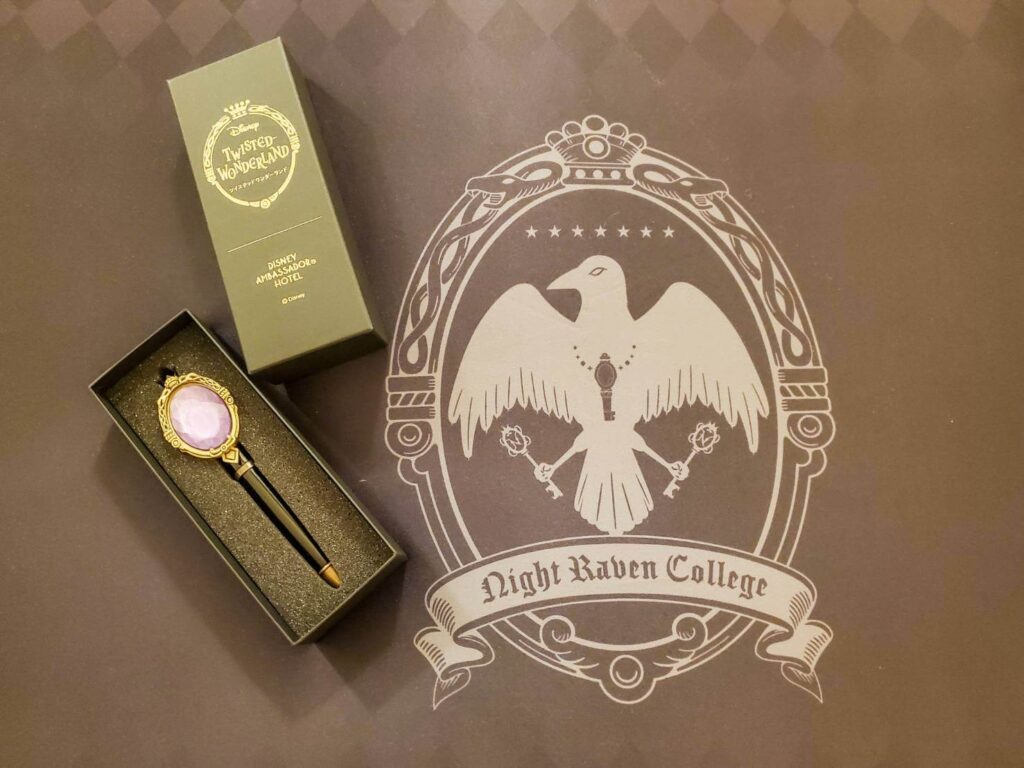 Disney
TWISTED-
WONDERLAND
ツイステッドワンダーランド
DISNEY
AMBASSADOR®
HOTEL
© Disney
Night Raven College